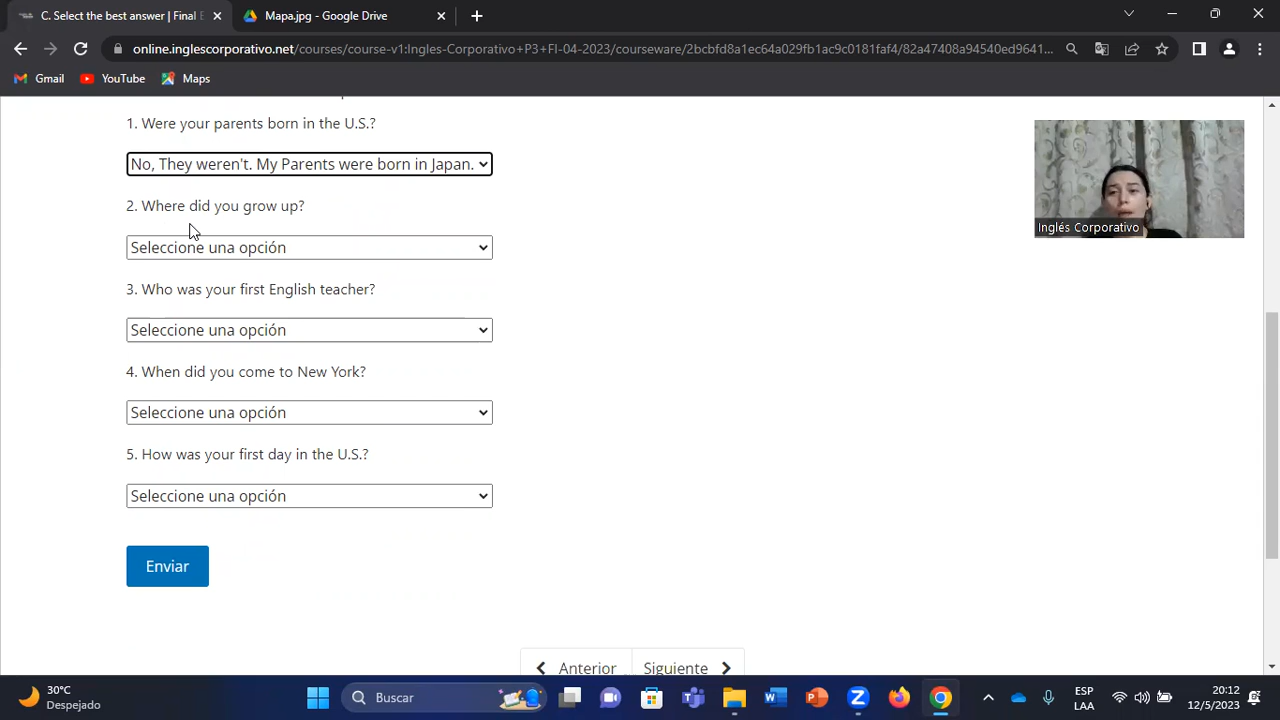 C. Select the best answer | Final E
Mapa.jpg - Google Drive
online.inglescorporativo.net/courses/course-v1:Ingles-Corporativo+P3+FI-04-2023/courseware/2bcbfd8a1ec64a029fb1ac9c0181faf4/82a47408a94540ed9641...
Gmail YouTube Maps
1. Were your parents born in the U.S.?
No, They weren't. My Parents were born in Japan.
2. Where did you grow up?
Seleccione una opción
3. Who was your first English teacher?
Seleccione una opción
4. When did you come to New York?
Seleccione una opción
5. How was your first day in the U.S.?
Seleccione una opción
Enviar
Anterior Siguiente
Inglés Corporativo
30°C
Despejado
Buscar
ESP
LAA
20:12
12/5/2023